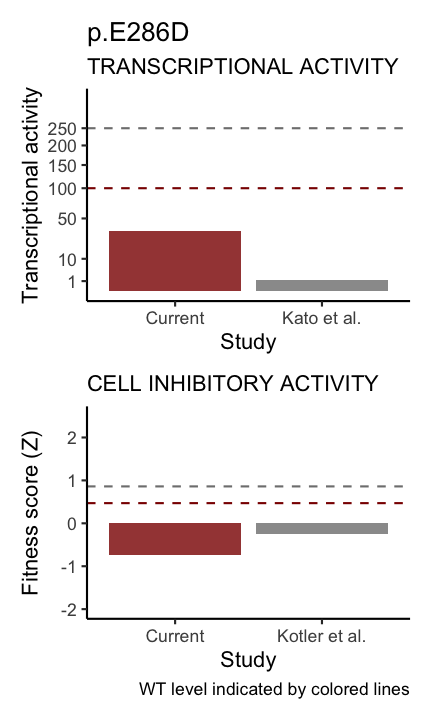 p.E286D
TRANSCRIPTIONAL ACTIVITY
Transcriptional activity
250
200
150
100
50
10
1
Current
Kato et al.
Study
CELL INHIBITORY ACTIVITY
Fitness score (Z)
2
1
0
-1
-2
Current
Kotler et al.
Study
WT level indicated by colored lines